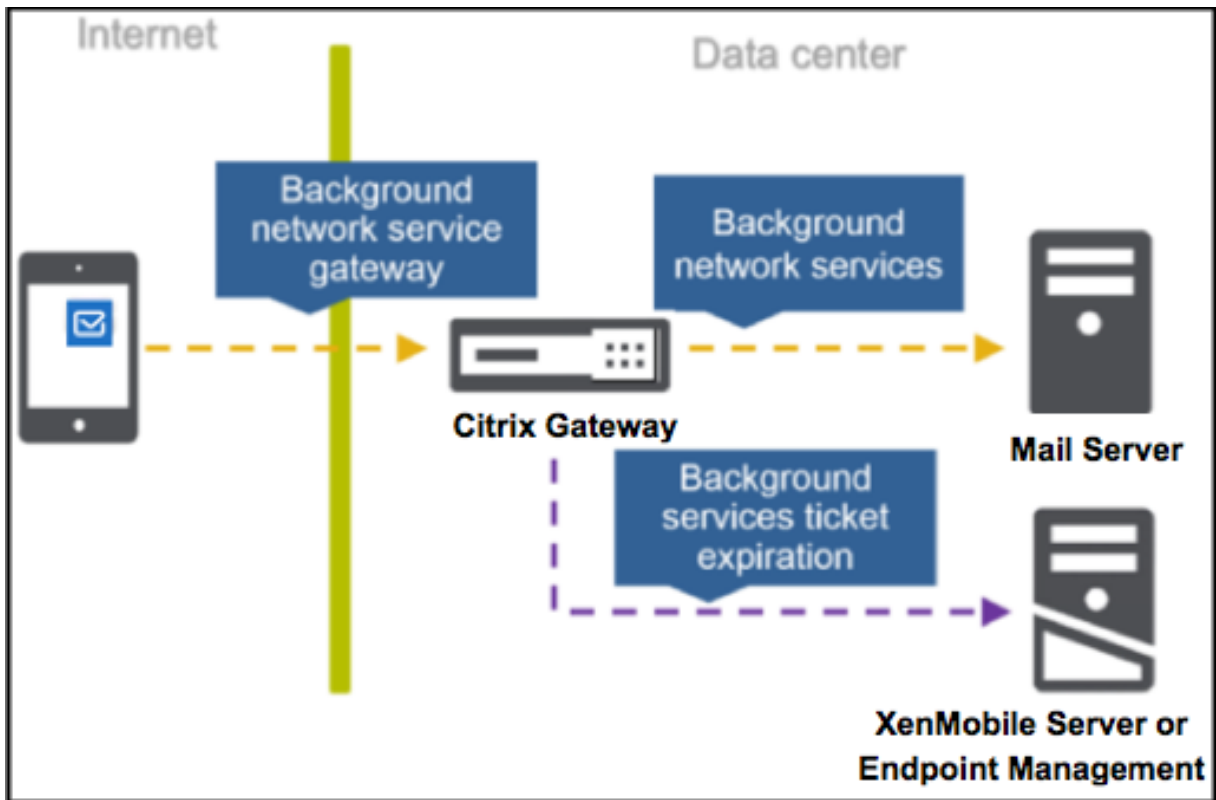 Internet
Data center
Background
network service
gateway
Background
network services
Citrix Gateway
Mail Server
Background
services ticket
expiration
XenMobile Server or
Endpoint Management